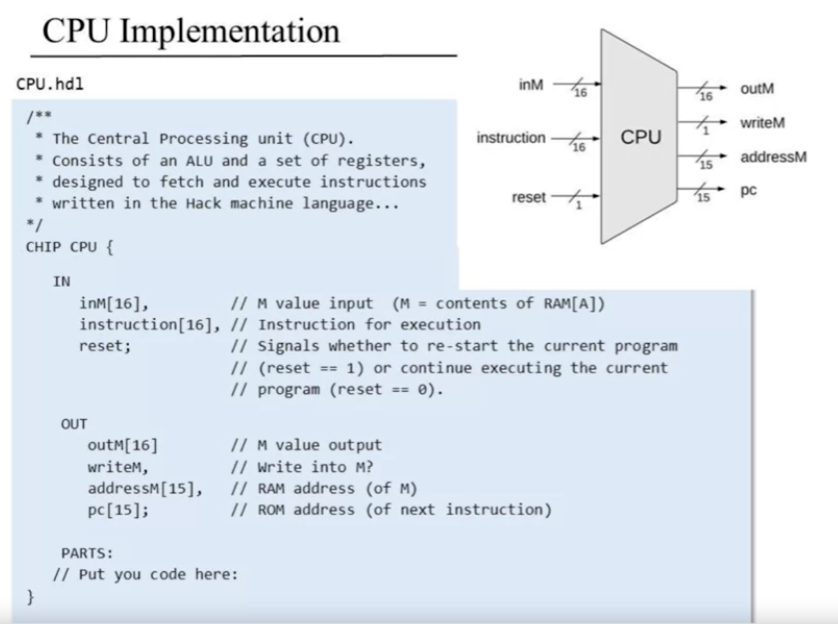 CPU Implementation
CPU.hdl
/**
* The Central Processing unit (CPU).
* Consists of an ALU and a set of registers,
* designed to fetch and execute instructions
* written in the Hack machine language...
*/
CHIP CPU {
IN
inM[16], // M value input (M = contents of RAM[A])
instruction[16], // Instruction for execution
reset; // Signals whether to re-start the current program
// (reset == 1) or continue executing the current
// program (reset == 0).
OUT
outM[16] // M value output
writeM, // Write into M?
addressM[15], // RAM address (of M)
pc[15]; // ROM address (of next instruction)
PARTS:
// Put you code here:
}
inM 16
instruction 16
reset 1
CPU
16 outM
1 writeM
15 addressM
15 pc